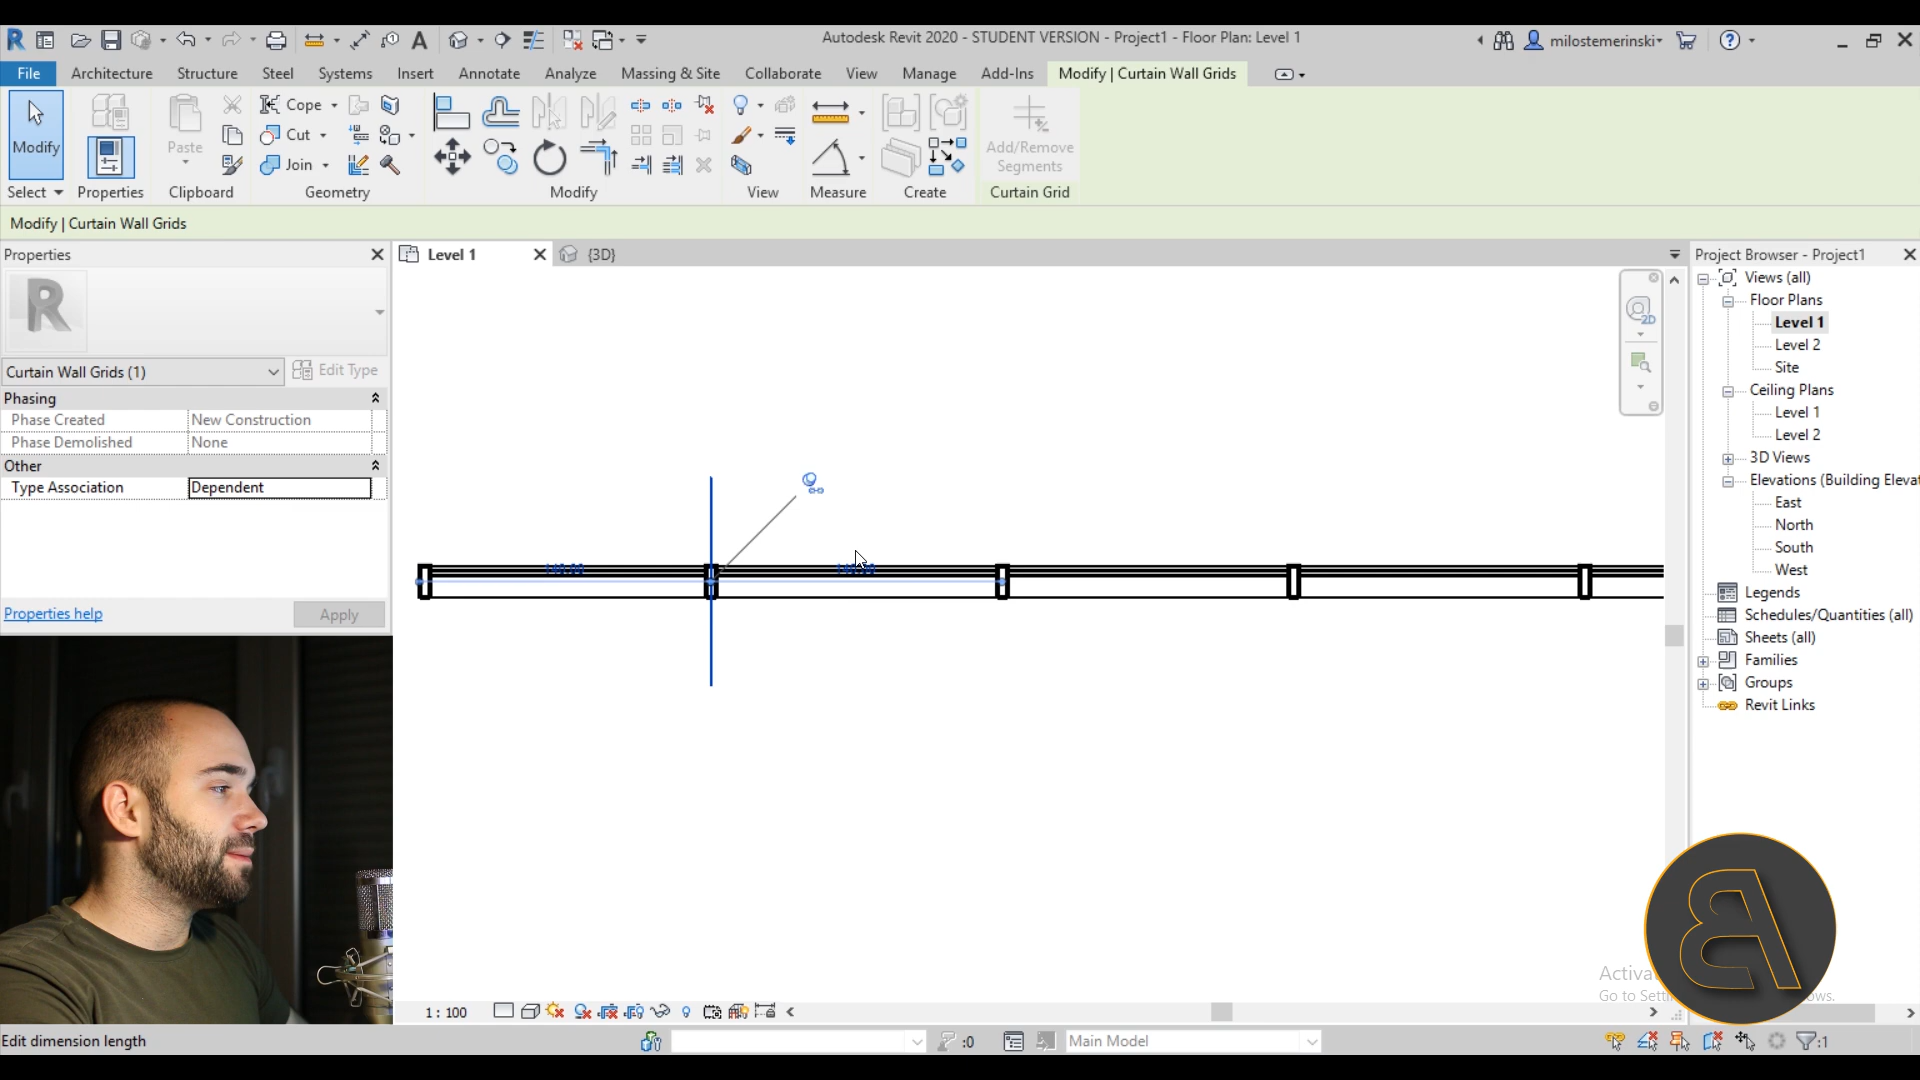 Autodesk Revit 2020 - STUDENT VERSION - Project1 - Floor Plan: Level 1
milostemerinski
File Architecture Structure Steel Systems Insert Annotate Analyze Massing & Site Collaborate View Manage Add-Ins Modify | Curtain Wall Grids
Modify
Paste
Cope
Cut
Join
Add/Remove
Segments
Select Properties Clipboard Geometry Modify View Measure Create Curtain Grid
Modify | Curtain Wall Grids
Properties
Level 1
{3D}
Project Browser - Project1
R
Curtain Wall Grids (1)
Edit Type
Phasing
Phase Created New Construction
Phase Demolished None
Other
Type Association Dependent
Properties help
Apply
2D
Views (all)
Floor Plans
Level 1
Level 2
Site
Ceiling Plans
Level 1
Level 2
3D Views
Elevations (Building Eleva
East
North
South
West
Legends
Schedules/Quantities (all)
Sheets (all)
Families
Groups
Revit Links
1 : 100
Edit dimension length
:0
Main Model
:1